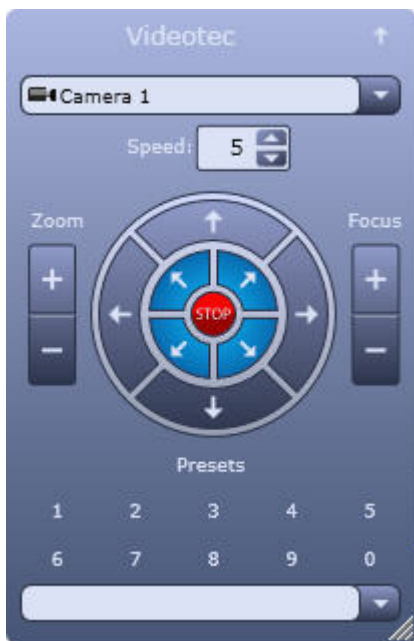 Videotec
Camera 1
Speed: 5
Zoom Focus
+ +
STOP
- -
Presets
1 2 3 4 5
6 7 8 9 0